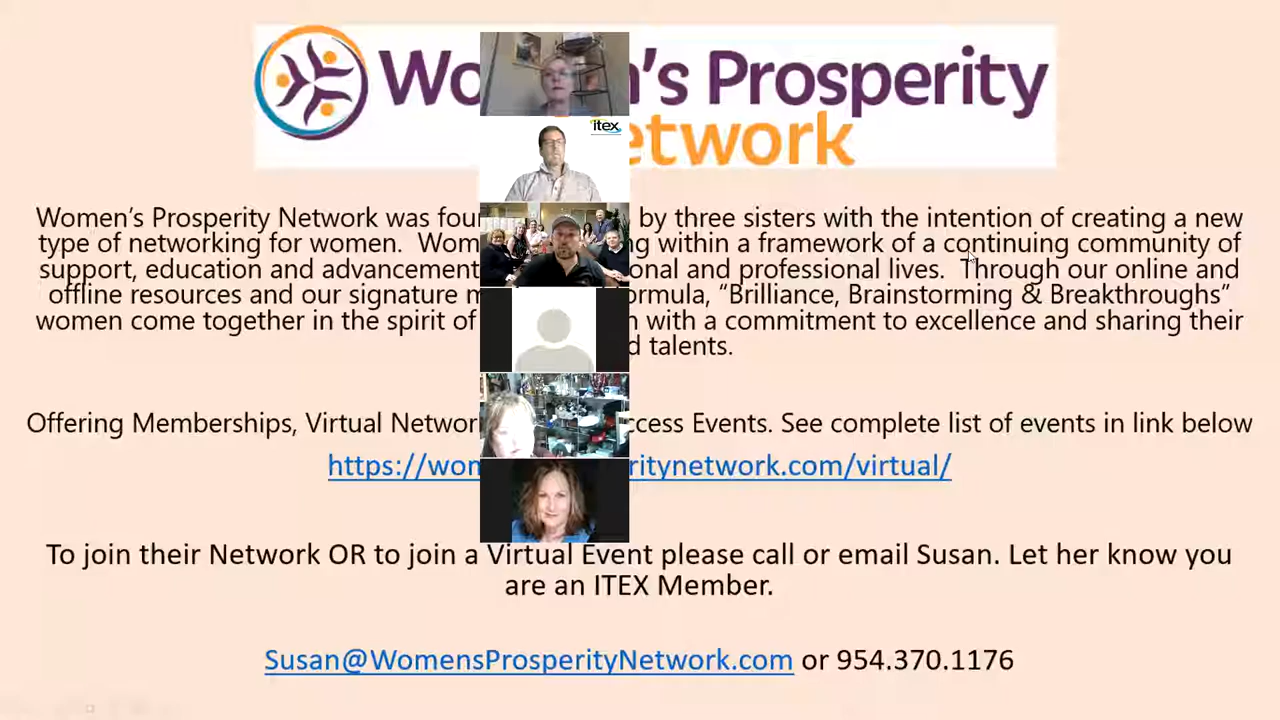 Wo n's Prosperity
etwork
itex
Women's Prosperity Network was fou by three sisters with the intention of creating a new
type of networking for women. Wom ng within a framework of a continuing community of
support, education and advancement onal and professional lives. Through our online and
offline resources and our signature m ormula, “Brilliance, Brainstorming & Breakthroughs”
women come together in the spirit of n with a commitment to excellence and sharing their
d talents.
Offering Memberships, Virtual Networ ccess Events. See complete list of events in link below
https://wom ritynetwork.com/virtual/
To join their Network OR to join a Virtual Event please call or email Susan. Let her know you
are an ITEX Member.
Susan@WomensProsperityNetwork.com or 954.370.1176